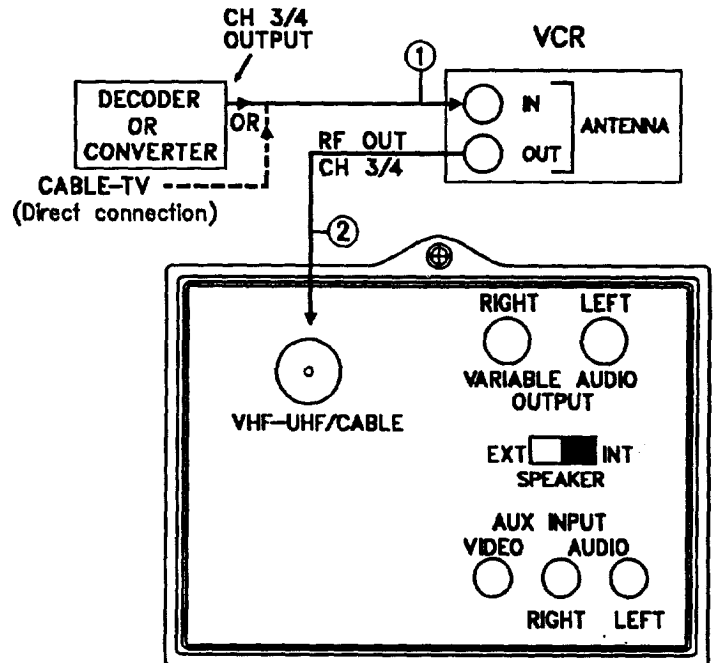 CH 3/4
OUTPUT
VCR
1
DECODER
OR
CONVERTER
OR
IN
OUT
ANTENNA
RF OUT
CH 3/4
CABLE-TV
(Direct connection)
2
RIGHT LEFT
VARIABLE AUDIO
OUTPUT
VHF-UHF/CABLE
EXT INT
SPEAKER
AUX INPUT
VIDEO AUDIO
RIGHT LEFT